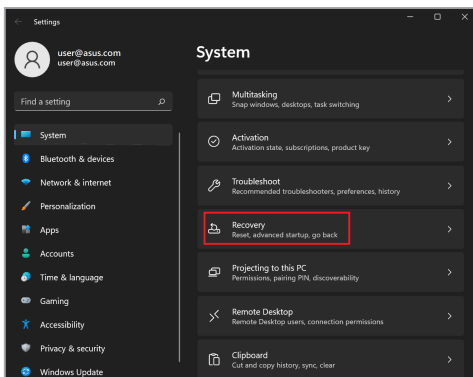 Settings
user@asus.com
user@asus.com
Find a setting
System
Bluetooth & devices
Network & internet
Personalization
Apps
Accounts
Time & language
Gaming
Accessibility
Privacy & security
Windows Update
System
Multitasking
Snap windows, desktops, task switching
Activation
Activation state, subscriptions, product key
Troubleshoot
Recommended troubleshooters, preferences, history
Recovery
Reset, advanced startup, go back
Projecting to this PC
Permissions, pairing PIN, discoverability
Remote Desktop
Remote Desktop users, connection permissions
Clipboard
Cut and copy history, sync, clear